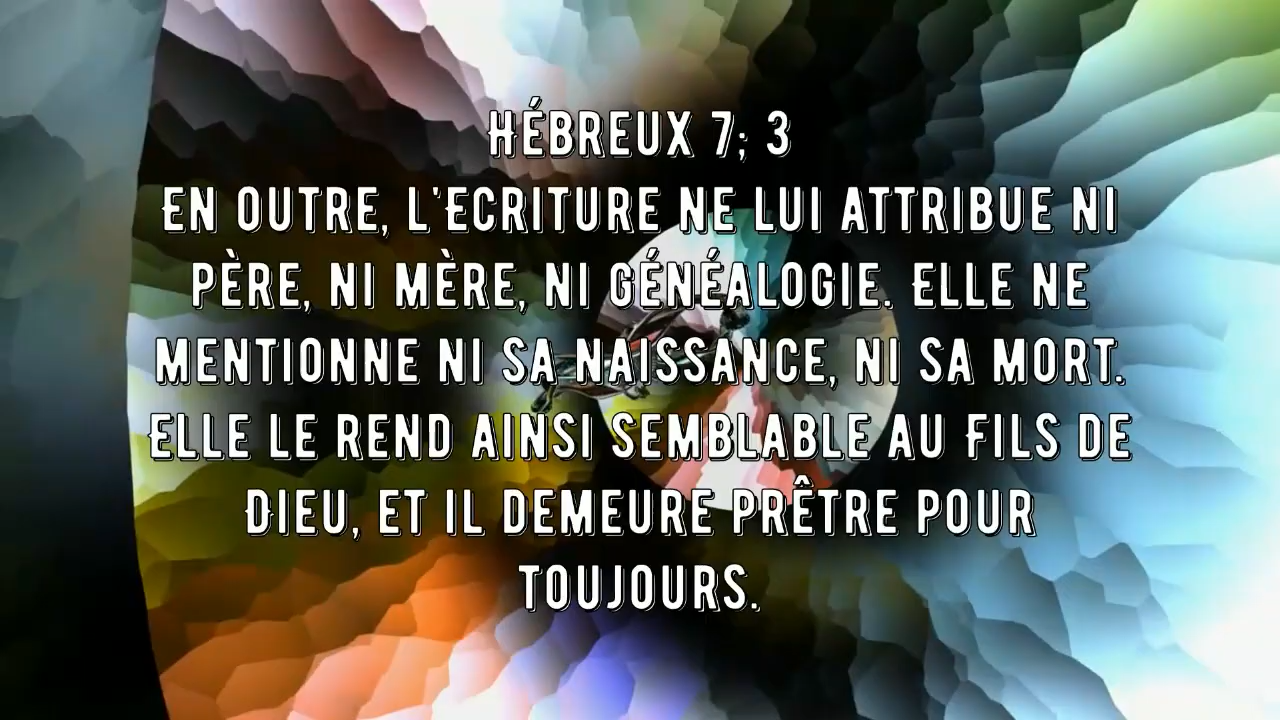 Hébreux 7; 3
En outre, l'Ecriture ne lui attribue ni
père, ni mère, ni généalogie. Elle ne
mentionne ni sa naissance, ni sa mort.
Elle le rend ainsi semblable au Fils de
Dieu, et il demeure prêtre pour
toujours.